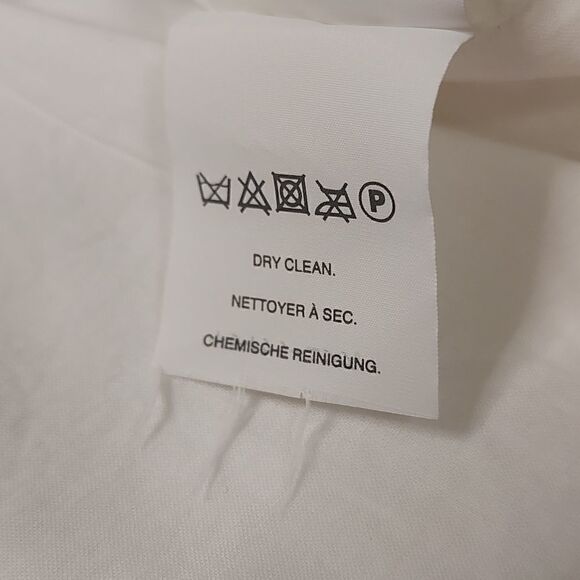 P
DRY CLEAN.
NETTOYER À SEC.
CHEMISCHE REINIGUNG.